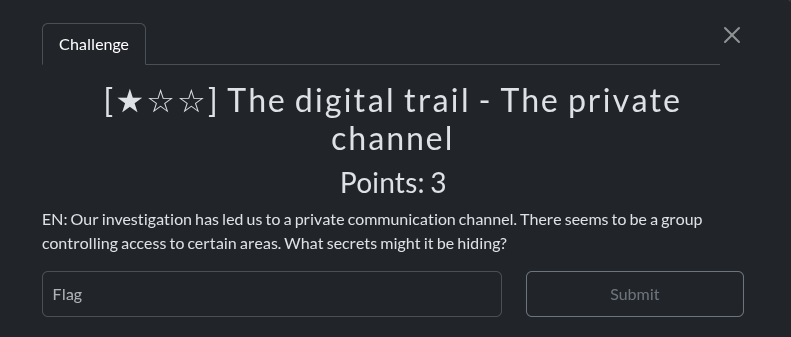 Challenge
[★☆☆] The digital trail - The private
channel
Points: 3
EN: Our investigation has led us to a private communication channel. There seems to be a group
controlling access to certain areas. What secrets might it be hiding?
Flag
Submit